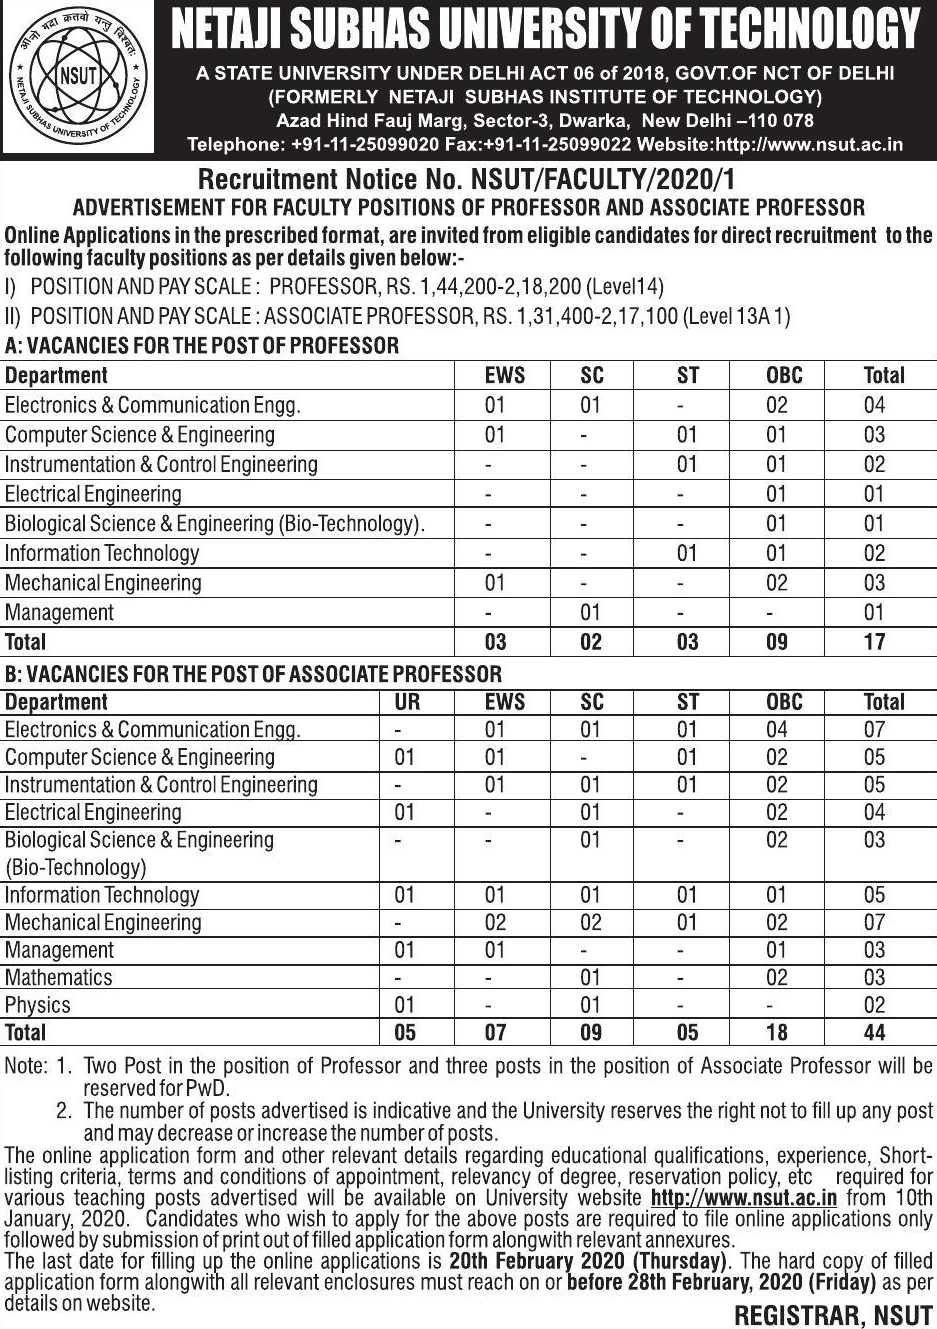 आनो भद्राः क्रतवो यन्तु विश्वतः
NSUT
NETAJI SUBHAS UNIVERSITY OF TECHNOLOGY
NETAJI SUBHAS UNIVERSITY OF TECHNOLOGY
A STATE UNIVERSITY UNDER DELHI ACT 06 of 2018, GOVT.OF NCT OF DELHI
(FORMERLY NETAJI SUBHAS INSTITUTE OF TECHNOLOGY)
Azad Hind Fauj Marg, Sector-3, Dwarka, New Delhi –110 078
Telephone: +91-11-25099020 Fax:+91-11-25099022 Website:http://www.nsut.ac.in
Recruitment Notice No. NSUT/FACULTY/2020/1
ADVERTISEMENT FOR FACULTY POSITIONS OF PROFESSOR AND ASSOCIATE PROFESSOR
Online Applications in the prescribed format, are invited from eligible candidates for direct recruitment to the
following faculty positions as per details given below:-
I) POSITION AND PAY SCALE : PROFESSOR, RS. 1,44,200-2,18,200 (Level14)
II) POSITION AND PAY SCALE : ASSOCIATE PROFESSOR, RS. 1,31,400-2,17,100 (Level 13A 1)
A: VACANCIES FOR THE POST OF PROFESSOR
Department EWS SC ST OBC Total
Electronics & Communication Engg. 01 01 - 02 04
Computer Science & Engineering 01 - 01 01 03
Instrumentation & Control Engineering - - 01 01 02
Electrical Engineering - - - 01 01
Biological Science & Engineering (Bio-Technology). - - - 01 01
Information Technology - - 01 01 02
Mechanical Engineering 01 - - 02 03
Management - 01 - - 01
Total 03 02 03 09 17
B: VACANCIES FOR THE POST OF ASSOCIATE PROFESSOR
Department UR EWS SC ST OBC Total
Electronics & Communication Engg. - 01 01 01 04 07
Computer Science & Engineering 01 01 - 01 02 05
Instrumentation & Control Engineering - 01 01 01 02 05
Electrical Engineering 01 - 01 - 02 04
Biological Science & Engineering - - 01 - 02 03
(Bio-Technology)
Information Technology 01 01 01 01 01 05
Mechanical Engineering - 02 02 01 02 07
Management 01 01 - - 01 03
Mathematics - - 01 - 02 03
Physics 01 - 01 - - 02
Total 05 07 09 05 18 44
Note: 1. Two Post in the position of Professor and three posts in the position of Associate Professor will be
reserved for PwD.
2. The number of posts advertised is indicative and the University reserves the right not to fill up any post
and may decrease or increase the number of posts.
The online application form and other relevant details regarding educational qualifications, experience, Short-
listing criteria, terms and conditions of appointment, relevancy of degree, reservation policy, etc required for
various teaching posts advertised will be available on University website http://www.nsut.ac.in from 10th
January, 2020. Candidates who wish to apply for the above posts are required to file online applications only
followed by submission of print out of filled application form alongwith relevant annexures.
The last date for filling up the online applications is 20th February 2020 (Thursday). The hard copy of filled
application form alongwith all relevant enclosures must reach on or before 28th February, 2020 (Friday) as per
details on website.
REGISTRAR, NSUT